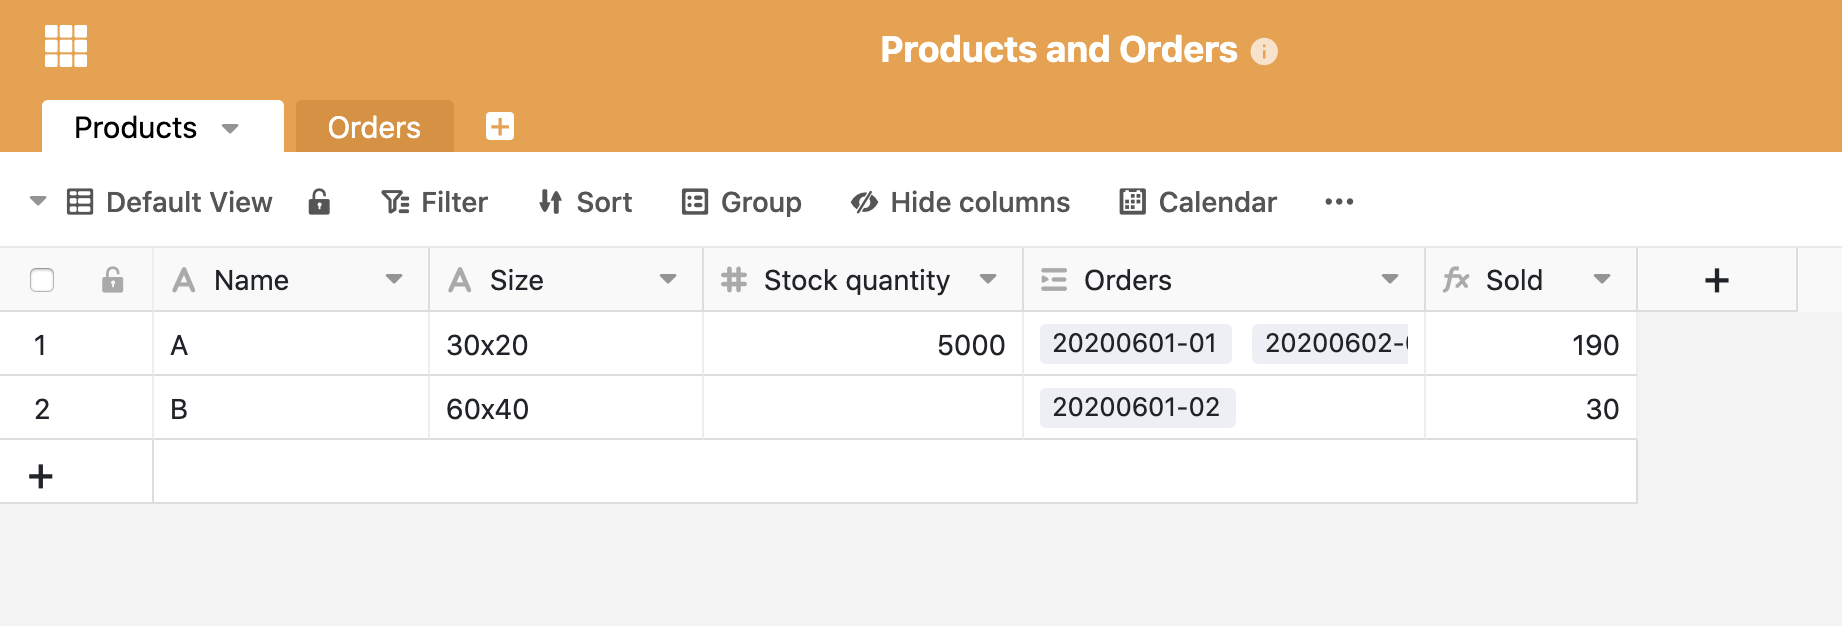 Products and Orders
Products Orders
Default View Filter Sort Group Hide columns Calendar
Name Size Stock quantity Orders Sold
1 A 30x20 5000 20200601-01 20200602- 190
2 B 60x40 20200601-02 30